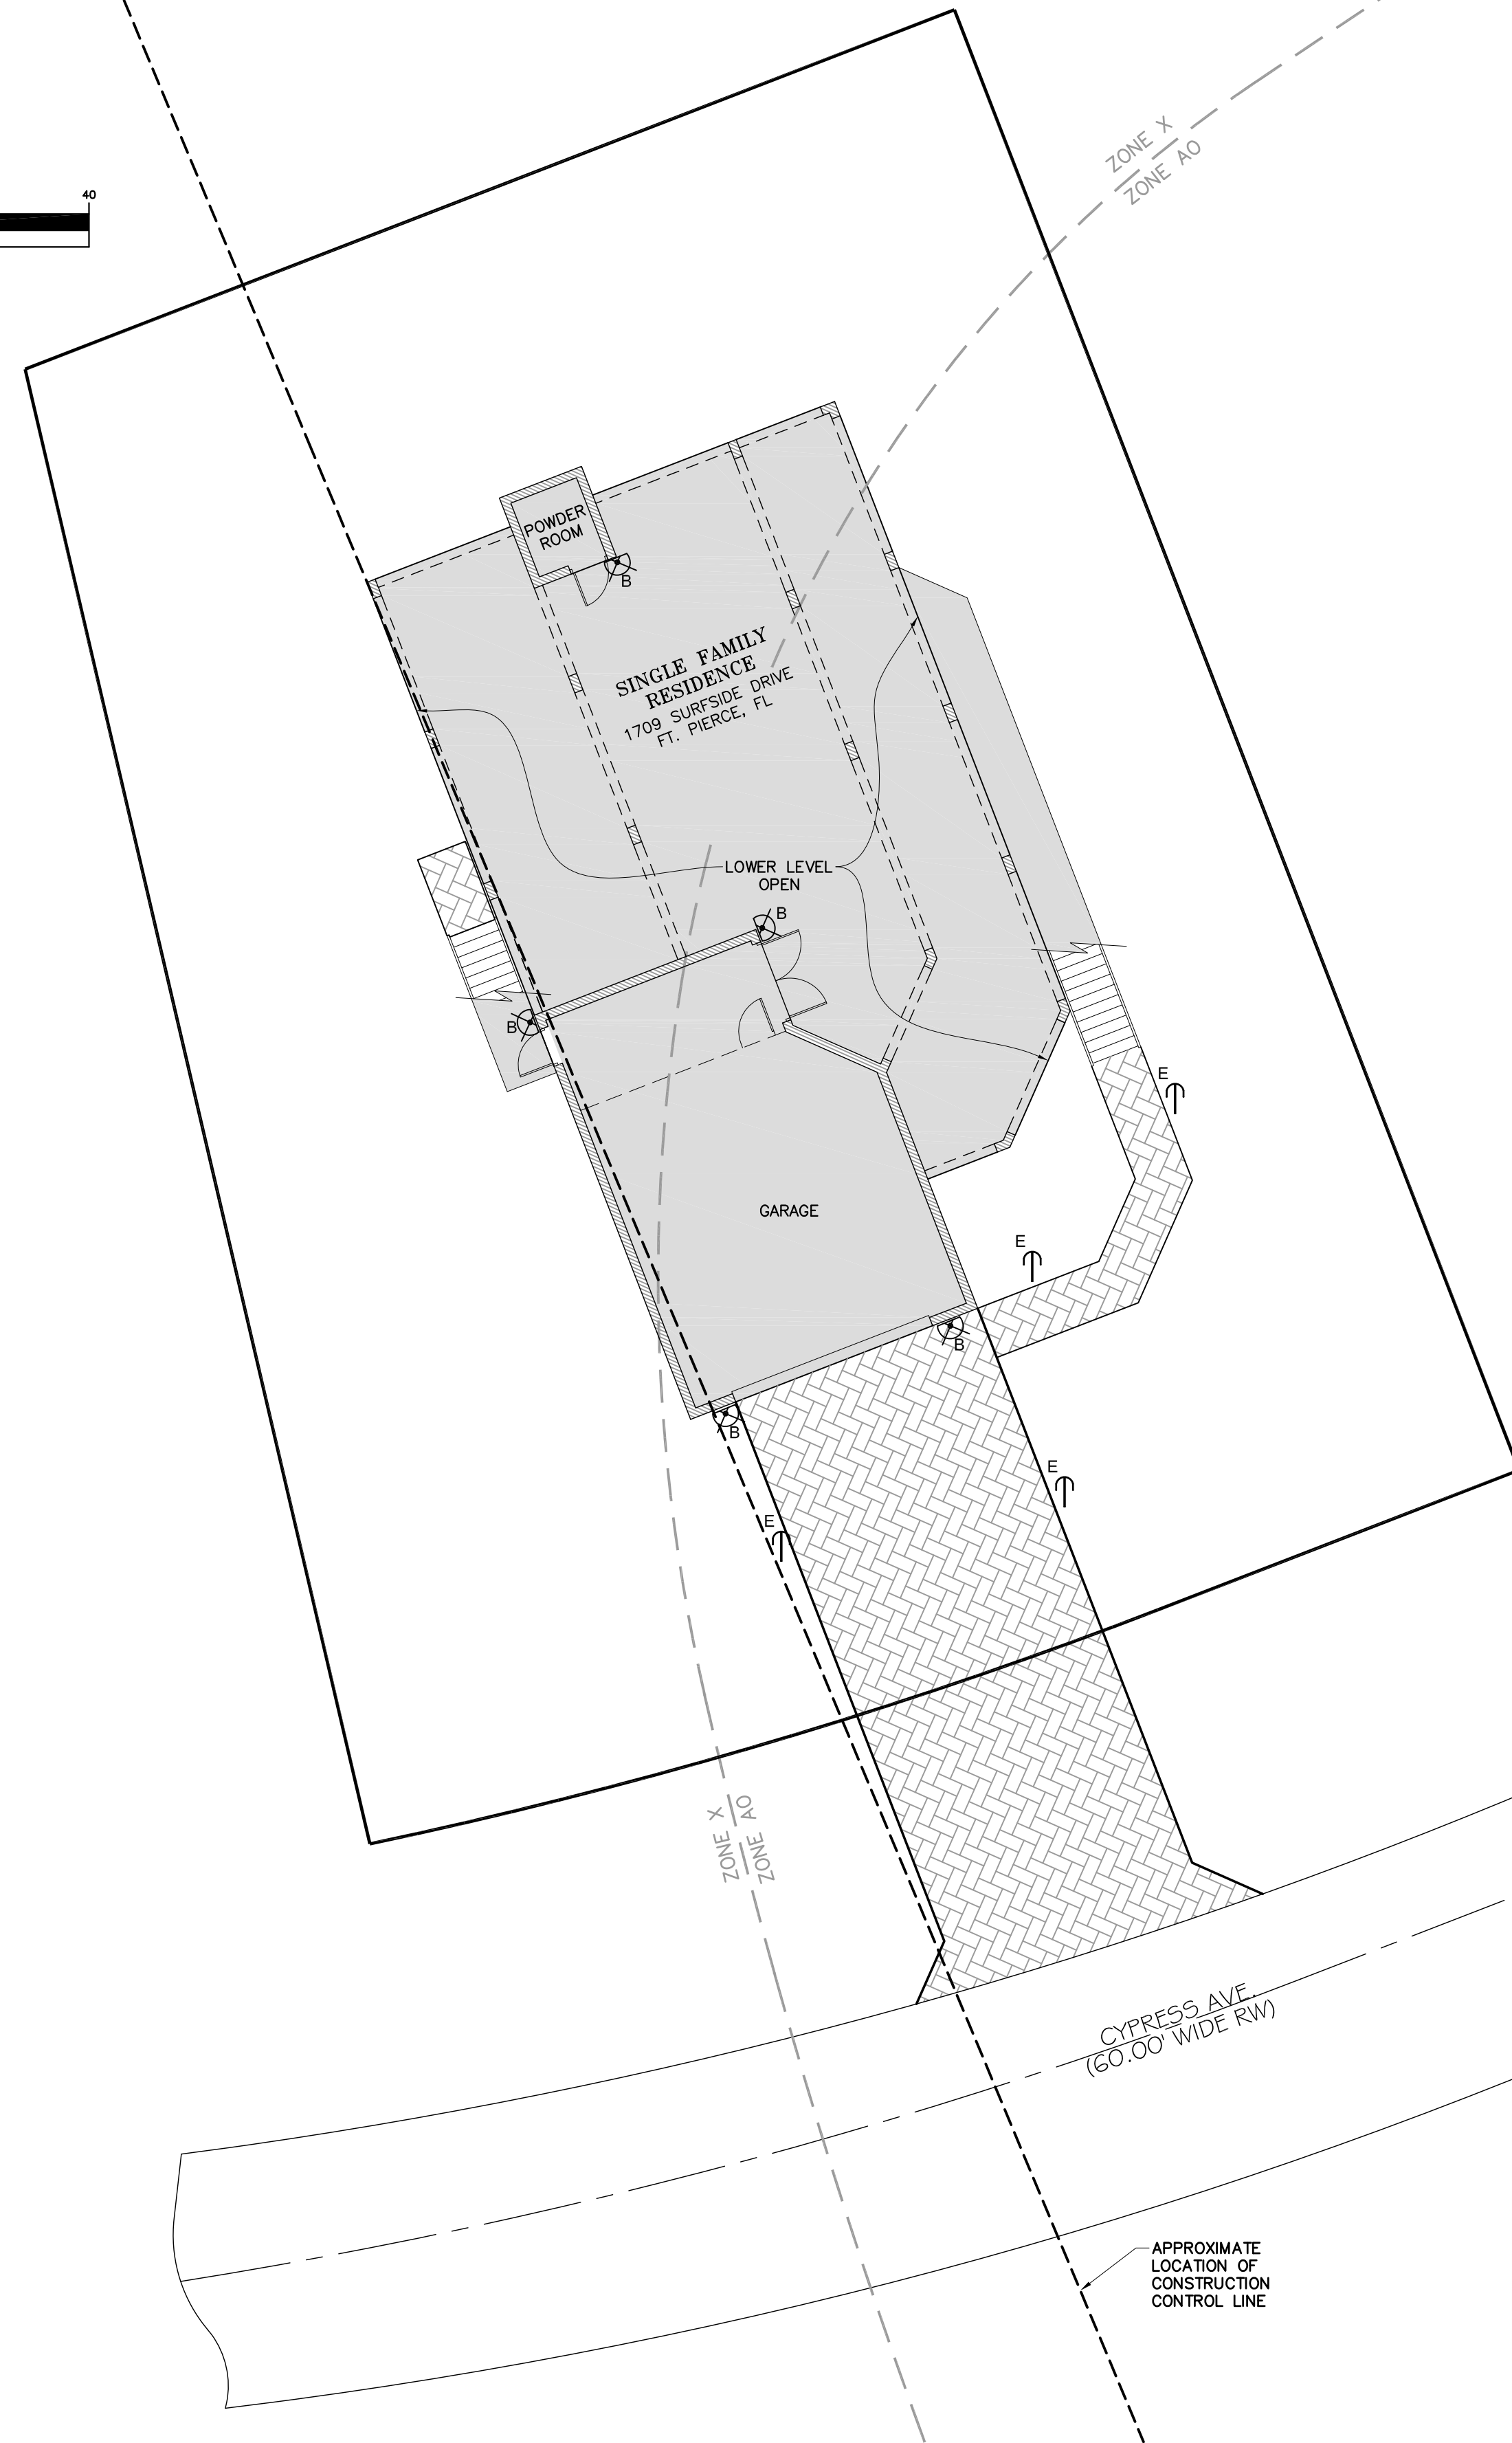 40
ZONE X
ZONE AO
POWDER
ROOM
B
SINGLE FAMILY
RESIDENCE
1709 SURFSIDE DRIVE
FT. PIERCE, FL
LOWER LEVEL
OPEN
B
B
E
GARAGE
E
B
B
E
E
ZONE X
ZONE AO
CYPRESS AVE.
(60.00' WIDE RW)
APPROXIMATE
LOCATION OF
CONSTRUCTION
CONTROL LINE